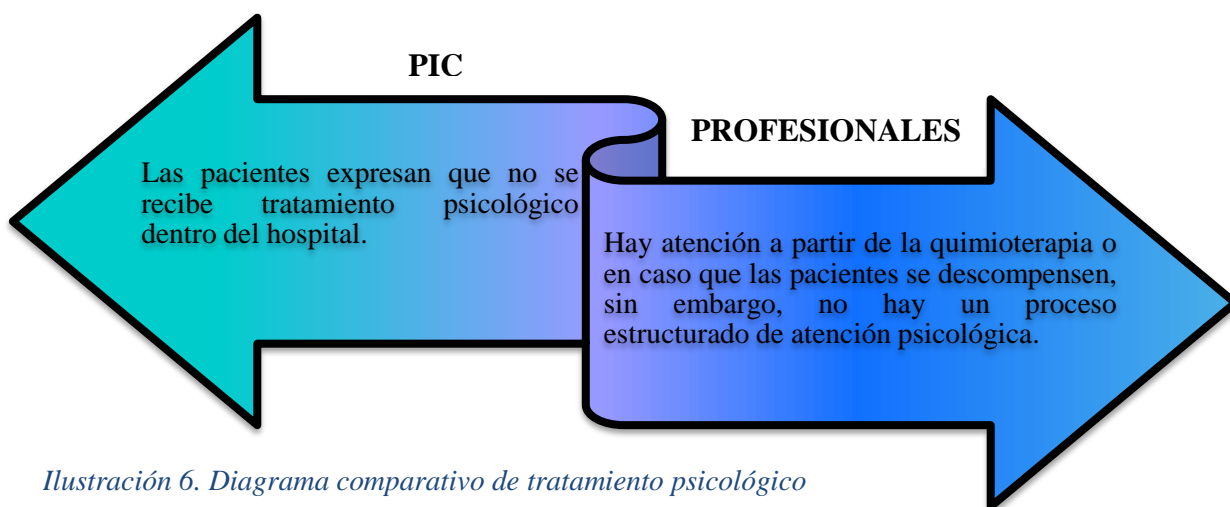 PIC
Las pacientes expresan que no se
recibe tratamiento psicológico
dentro del hospital.
PROFESIONALES
Hay atención a partir de la quimioterapia o
en caso que las pacientes se descompensen,
sin embargo, no hay un proceso
estructurado de atención psicológica.
Ilustración 6. Diagrama comparativo de tratamiento psicológico